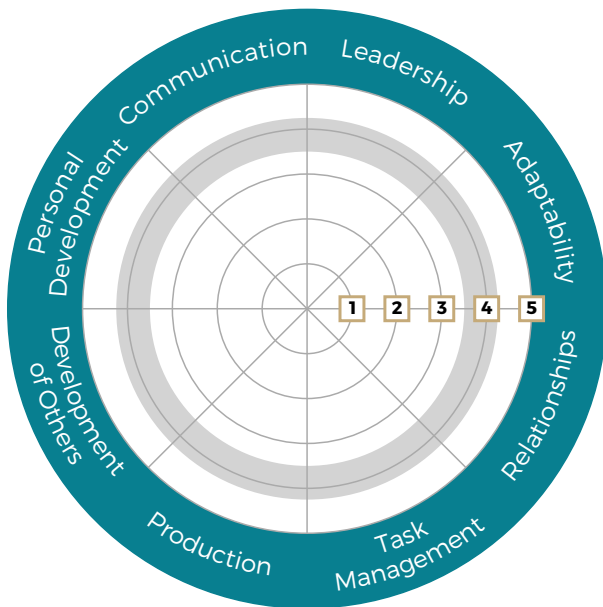 Communication
Leadership
Adaptability
Relationships
Task
Management
Production
Development
of Others
Personal
Development
1
2
3
4
5